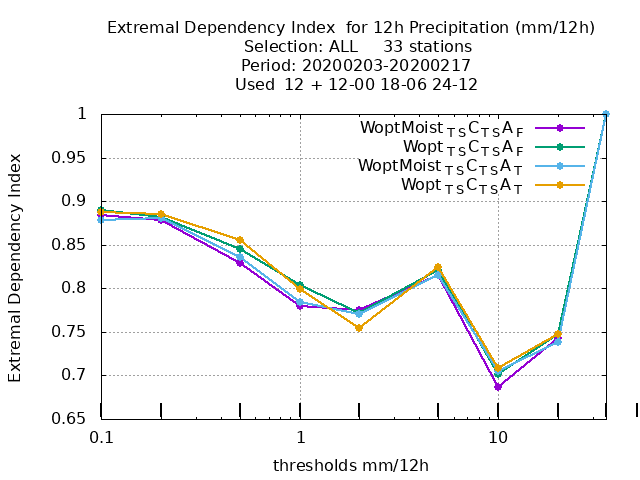 Extremal Dependency Index  for 12h Precipitation (mm/12h)
Selection: ALL     33 stations
Period: 20200203-20200217
Used  12 + 12-00 18-06 24-12
WoptMoist TS C TS A F
Wopt TS C TS A F
WoptMoist TS C TS A T
Wopt TS C TS A T
Extremal Dependency Index
1
0.95
0.9
0.85
0.8
0.75
0.7
0.65
0.1 1 10
thresholds mm/12h